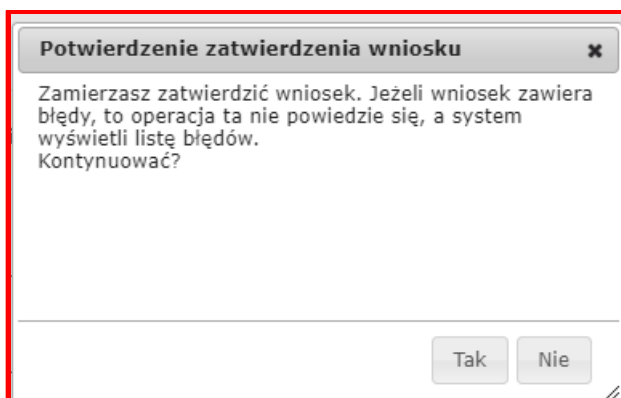 Potwierdzenie zatwierdzenia wniosku
Zamierzasz zatwierdzić wniosek. Jeżeli wniosek zawiera
błędy, to operacja ta nie powiedzie się, a system
wyświetli listę błędów.
Kontynuować?
Tak Nie